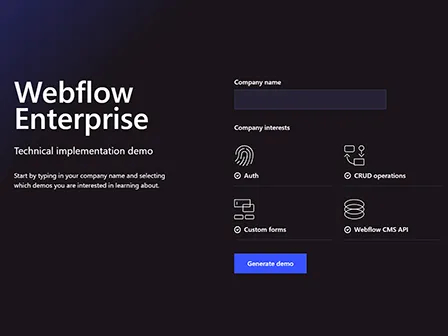 Webflow
Enterprise
Technical implementation demo
Start by typing in your company name and selecting
which demos you are interested in learning about.
Company name
Company interests
Auth
CRUD operations
Custom forms
Webflow CMS API
Generate demo